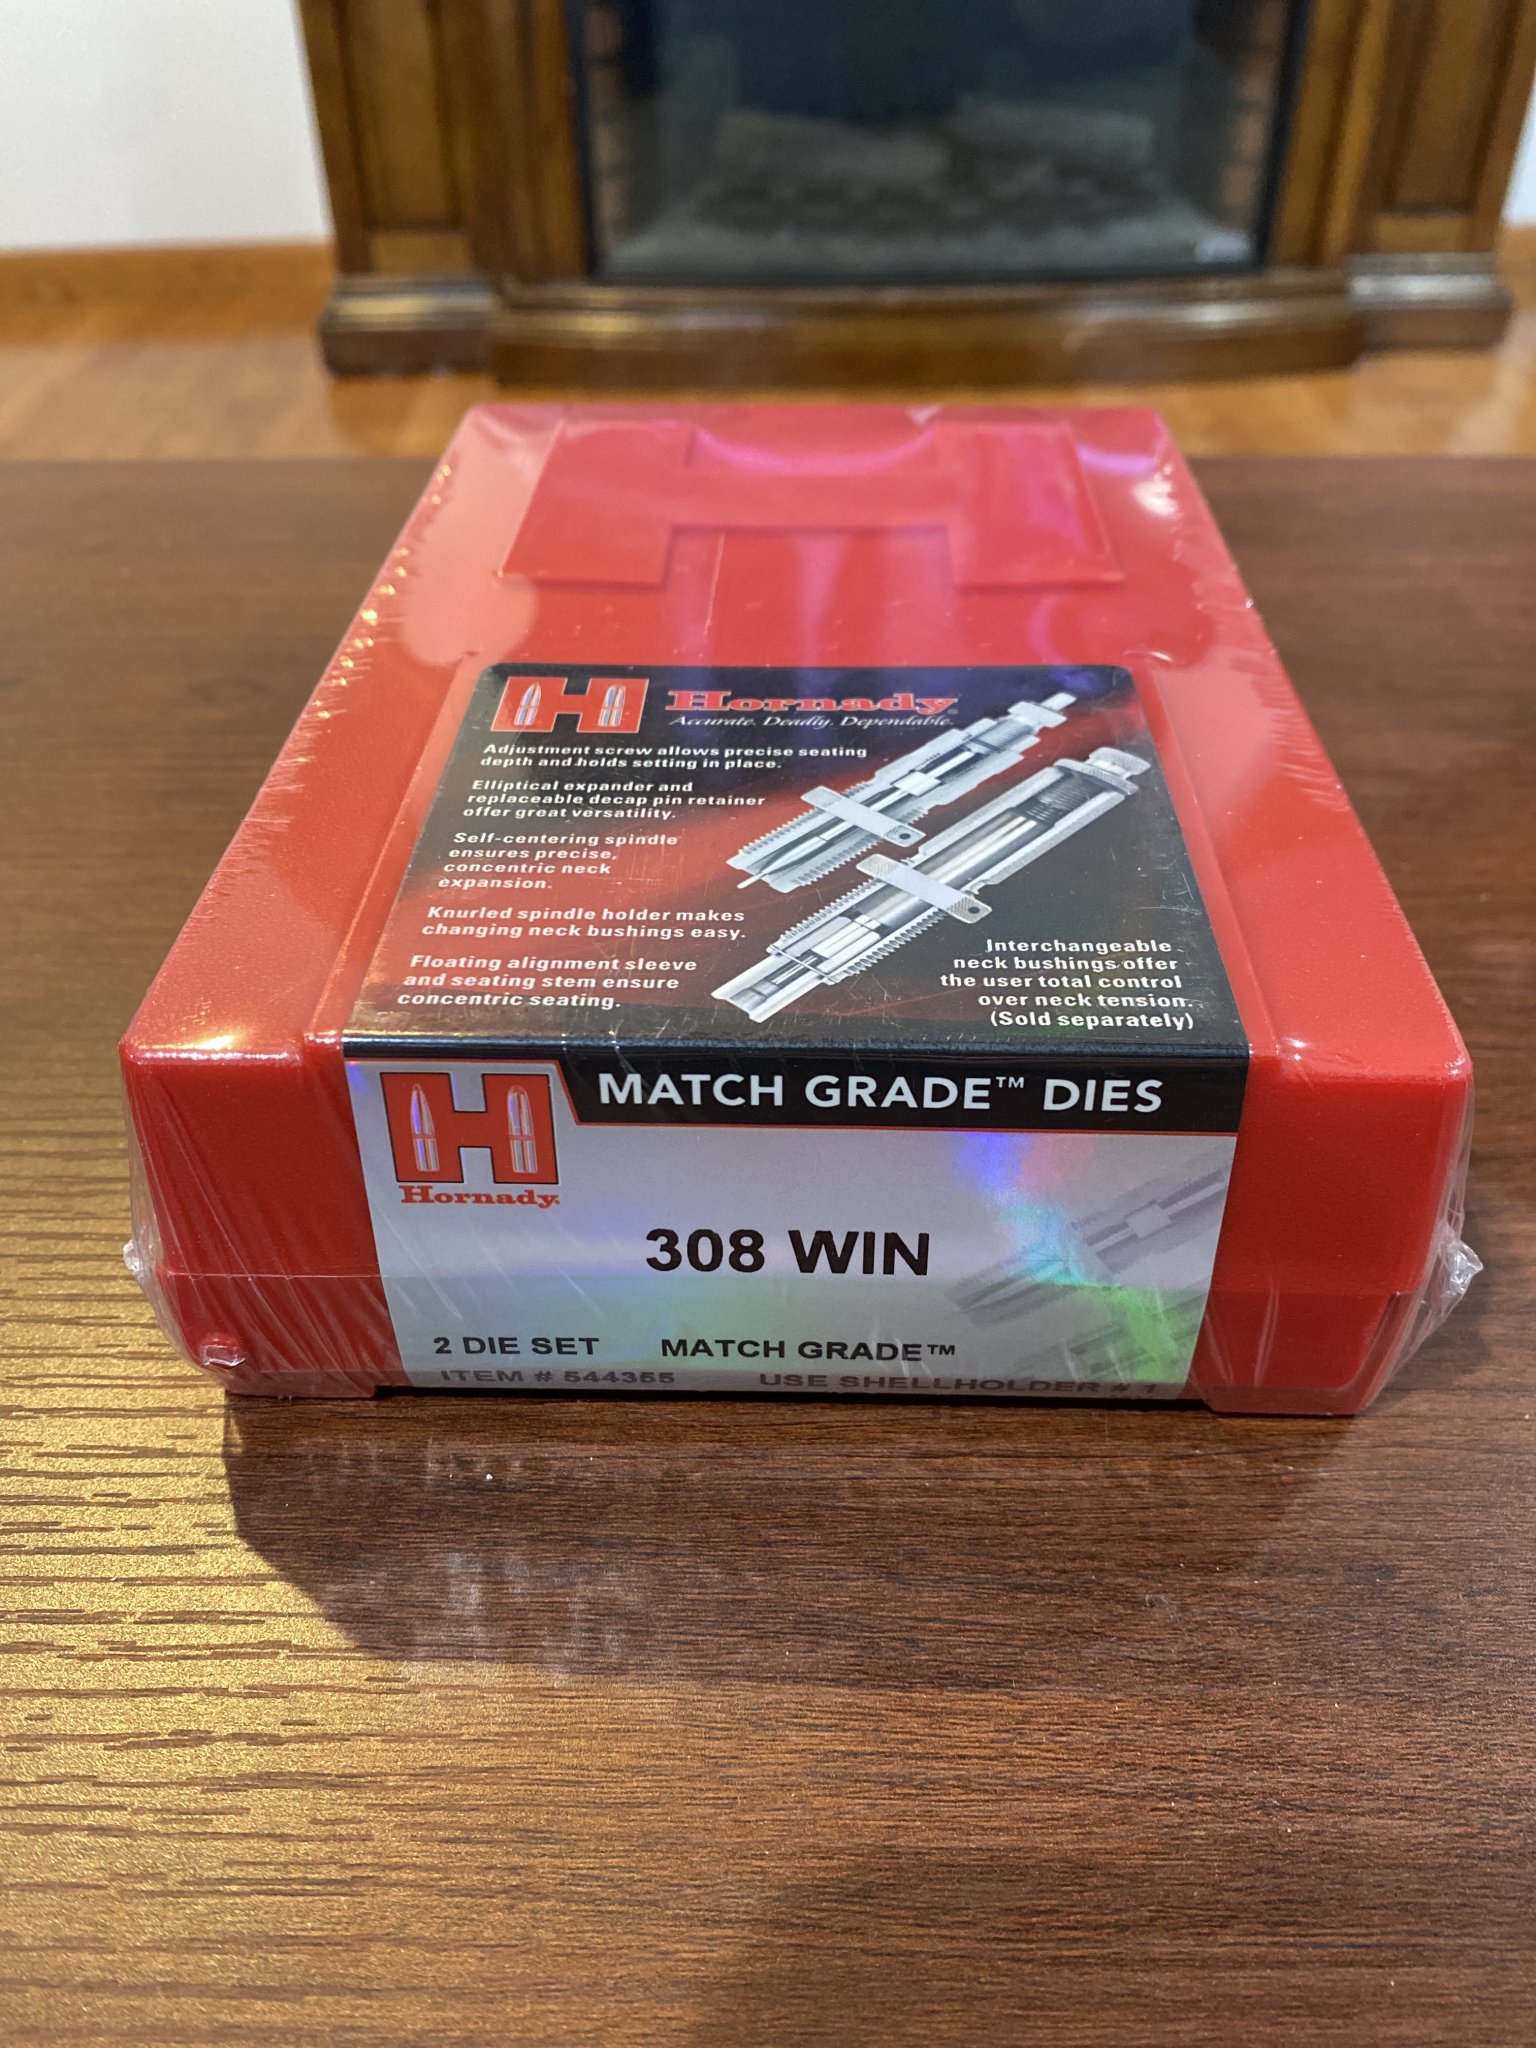 Hornady
Accurate. Deadly. Dependable.
Adjustment screw allows precise seating
depth and holds setting in place.
Elliptical expander and
replaceable decap pin retainer
offer great versatility.
Self-centering spindle
ensures precise,
concentric neck
expansion.
Knurled spindle holder makes
changing neck bushings easy.
Floating alignment sleeve
and seating stem ensure
concentric seating.
Interchangeable
neck bushings offer
the user total control
over neck tension.
(Sold separately)
MATCH GRADE™ DIES
Hornady
308 WIN
2 DIE SET MATCH GRADE™
ITEM # 544355 USE SHELLHOLDER # 1